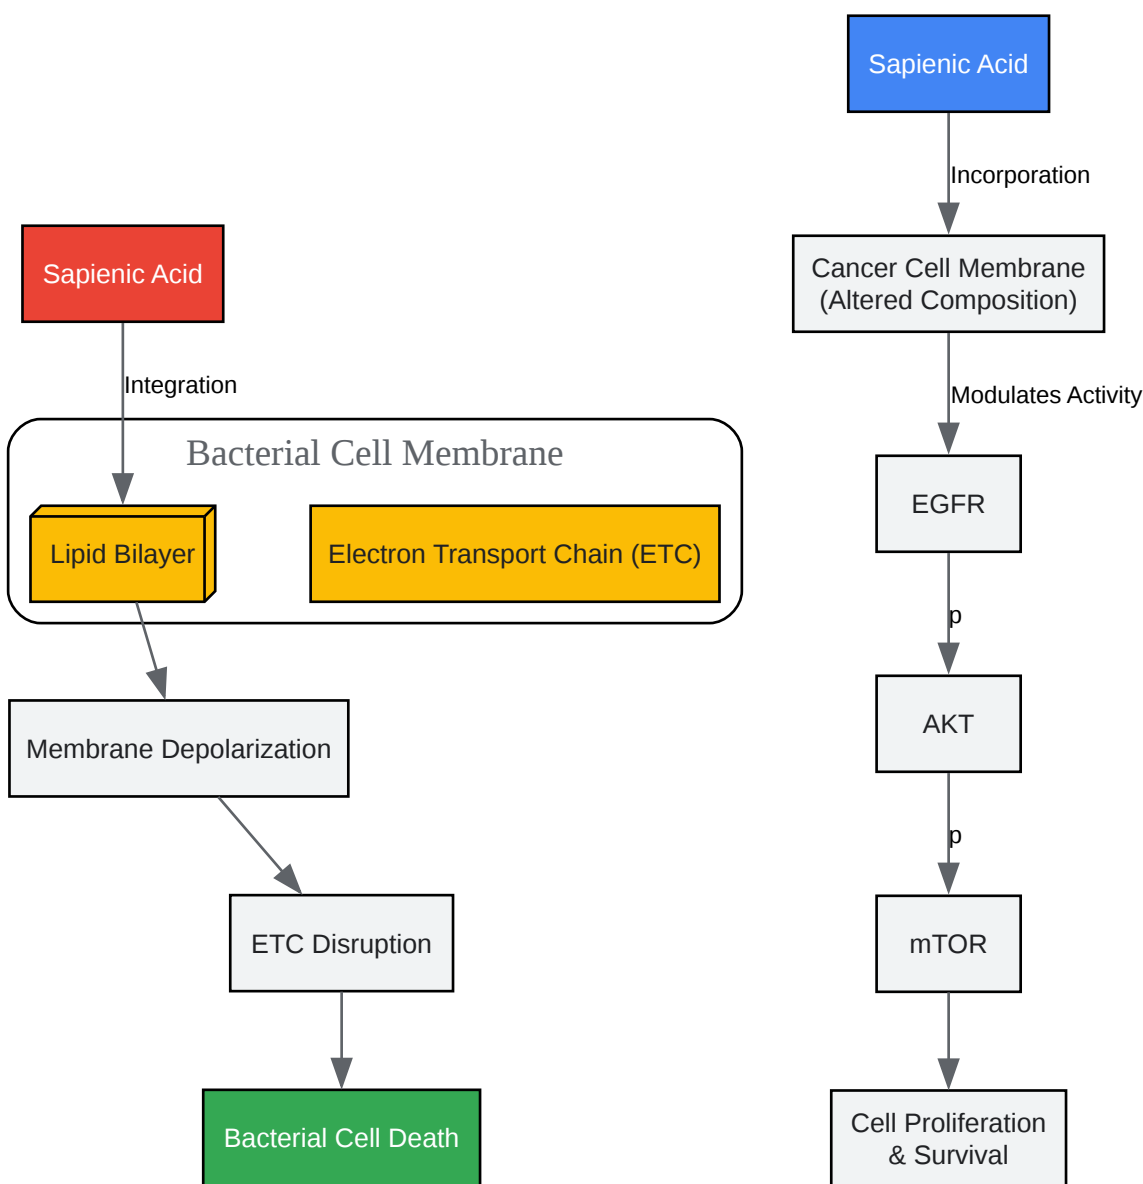 Sapienic Acid
Integration
Bacterial Cell Membrane
Lipid Bilayer
Electron Transport Chain (ETC)
Membrane Depolarization
ETC Disruption
Bacterial Cell Death
Sapienic Acid
Incorporation
Cancer Cell Membrane
(Altered Composition)
Modulates Activity
EGFR
p
AKT
p
mTOR
Cell Proliferation
& Survival